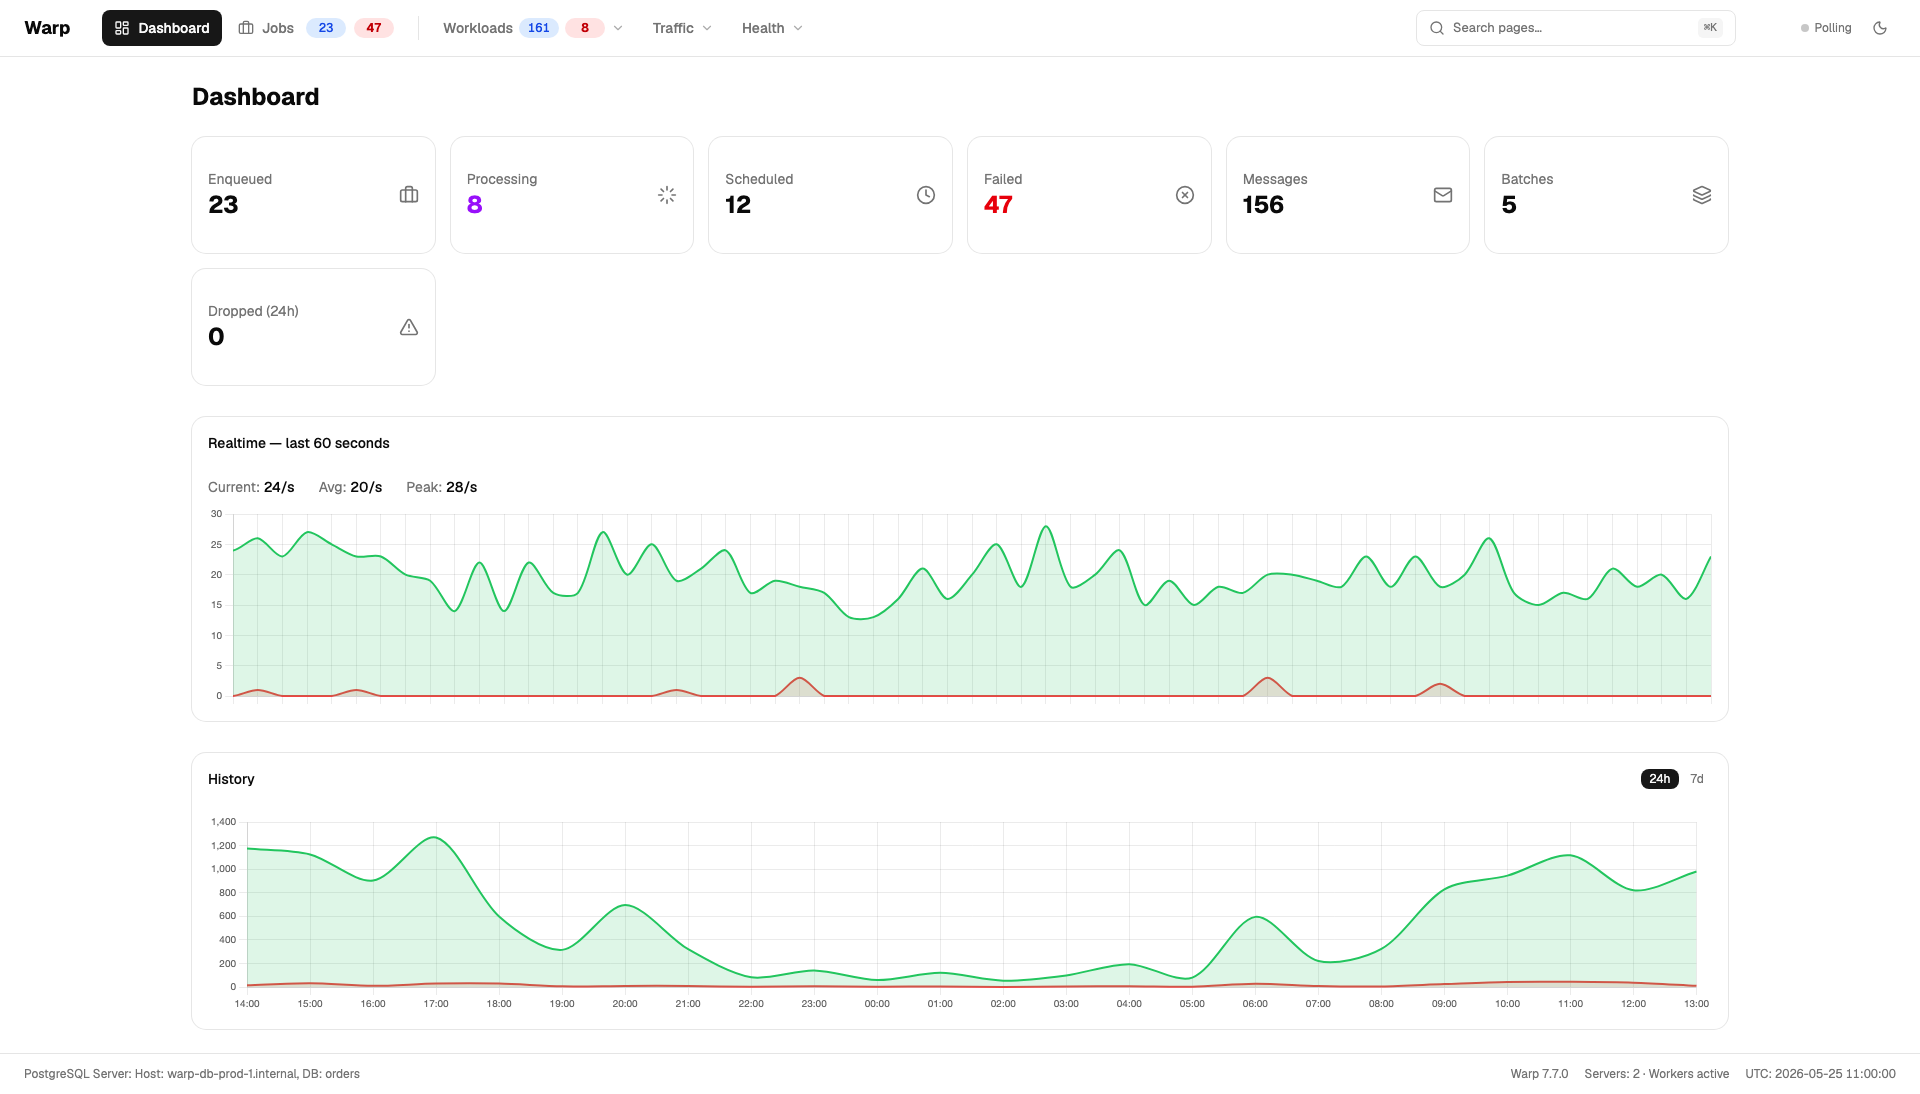 Warp
Dashboard
Jobs 23 47
Workloads 161 8
Traffic
Health
Search pages... ⌘K
Polling
Dashboard
Enqueued
23
Processing
8
Scheduled
12
Failed
47
Messages
156
Batches
5
Dropped (24h)
0
Realtime — last 60 seconds
Current: 24/s Avg: 20/s Peak: 28/s
30
25
20
15
10
5
0
History
24h 7d
1,400
1,200
1,000
800
600
400
200
0
14:00 15:00 16:00 17:00 18:00 19:00 20:00 21:00 22:00 23:00 00:00 01:00 02:00 03:00 04:00 05:00 06:00 07:00 08:00 09:00 10:00 11:00 12:00 13:00
PostgreSQL Server: Host: warp-db-prod-1.internal, DB: orders
Warp 7.7.0 Servers: 2 · Workers active UTC: 2026-05-25 11:00:00